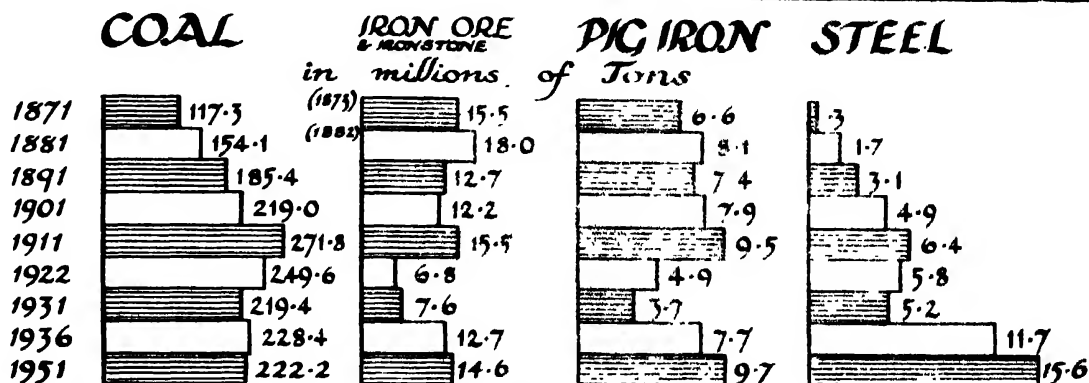 COAL IRON ORE PIG IRON STEEL
& IRONSTONE
in millions of Tons
1871 117.3 (1873) 15.5 6.6 .3
1881 154.1 (1882) 18.0 8.1 1.7
1891 185.4 12.7 7.4 3.1
1901 219.0 12.2 7.9 4.9
1911 271.8 15.5 9.5 6.4
1922 249.6 6.8 4.9 5.8
1931 219.4 7.6 3.7 5.2
1936 228.4 12.7 7.7 11.7
1951 222.2 14.6 9.7 15.6